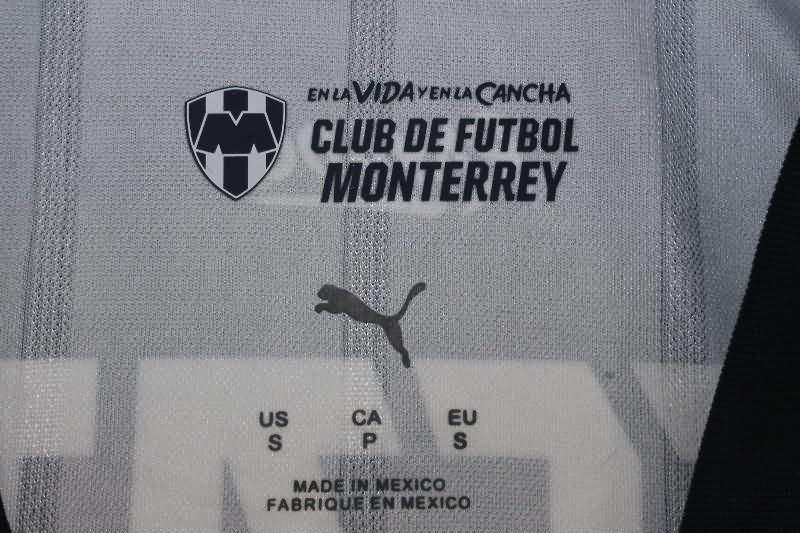 EN LA VIDA Y EN LA CANCHA
CLUB DE FUTBOL
MONTERREY
US CA EU
S P S
MADE IN MEXICO
FABRIQUE EN MEXICO